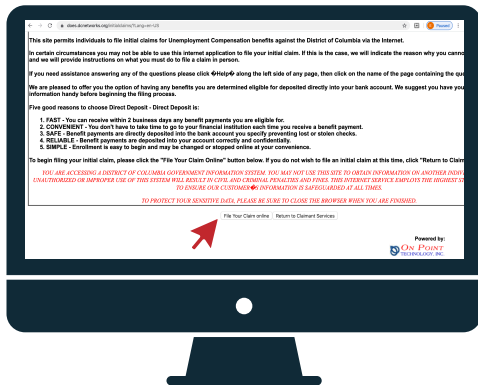 does.dcnetworks.org/initialclaims/?Lang=en-US
Paused
This site permits individuals to file initial claims for Unemployment Compensation benefits against the District of Columbia via the Internet.
In certain circumstances you may not be able to use this internet application to file your initial claim. If this is the case, we will indicate the reason why you canno
and we will provide instructions on what you must do to file a claim in person.
If you need assistance answering any of the questions please click �Help� along the left side of any page, then click on the name of the page containing the que
We are pleased to offer you the option of having any benefits you are determined eligible for deposited directly into your bank account. We suggest you have you
information handy before beginning the filing process.
Five good reasons to choose Direct Deposit - Direct Deposit is:
1. FAST - You can receive within 2 business days any benefit payments you are eligible for.
2. CONVENIENT - You don't have to take time to go to your financial institution each time you receive a benefit payment.
3. SAFE - Benefit payments are directly deposited into the bank account you specify preventing lost or stolen checks.
4. RELIABLE - Benefit payments are deposited into your account correctly and confidentially.
5. SIMPLE - Enrollment is easy to begin and may be changed or stopped online at your convenience.
To begin filing your initial claim, please click the "File Your Claim Online" button below. If you do not wish to file an initial claim at this time, click "Return to Claim
YOU ARE ACCESSING A DISTRICT OF COLUMBIA GOVERNMENT INFORMATION SYSTEM. YOU MAY NOT USE THIS SITE TO OBTAIN INFORMATION ON ANOTHER INDIV
UNAUTHORIZED OR IMPROPER USE OF THIS SYSTEM WILL RESULT IN CIVIL AND CRIMINAL PENALTIES AND FINES. THIS INTERNET SERVICE EMPLOYS THE HIGHEST ST
TO ENSURE OUR CUSTOMER�S INFORMATION IS SAFEGUARDED AT ALL TIMES.
TO PROTECT YOUR SENSITIVE DATA, PLEASE BE SURE TO CLOSE THE BROWSER WHEN YOU ARE FINISHED.
File Your Claim online Return to Claimant Services
Powered by:
ON POINT
TECHNOLOGY, INC.